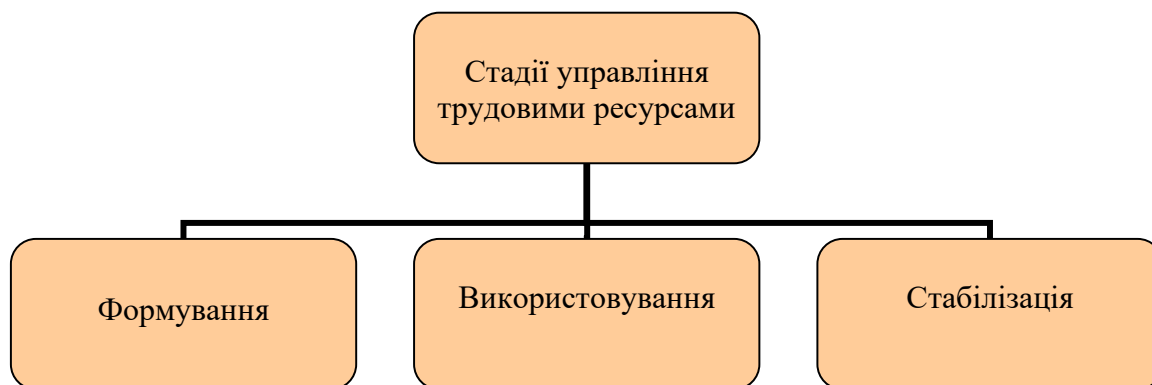 Стадії управління
трудовими ресурсами
Формування
Використовування
Стабілізація